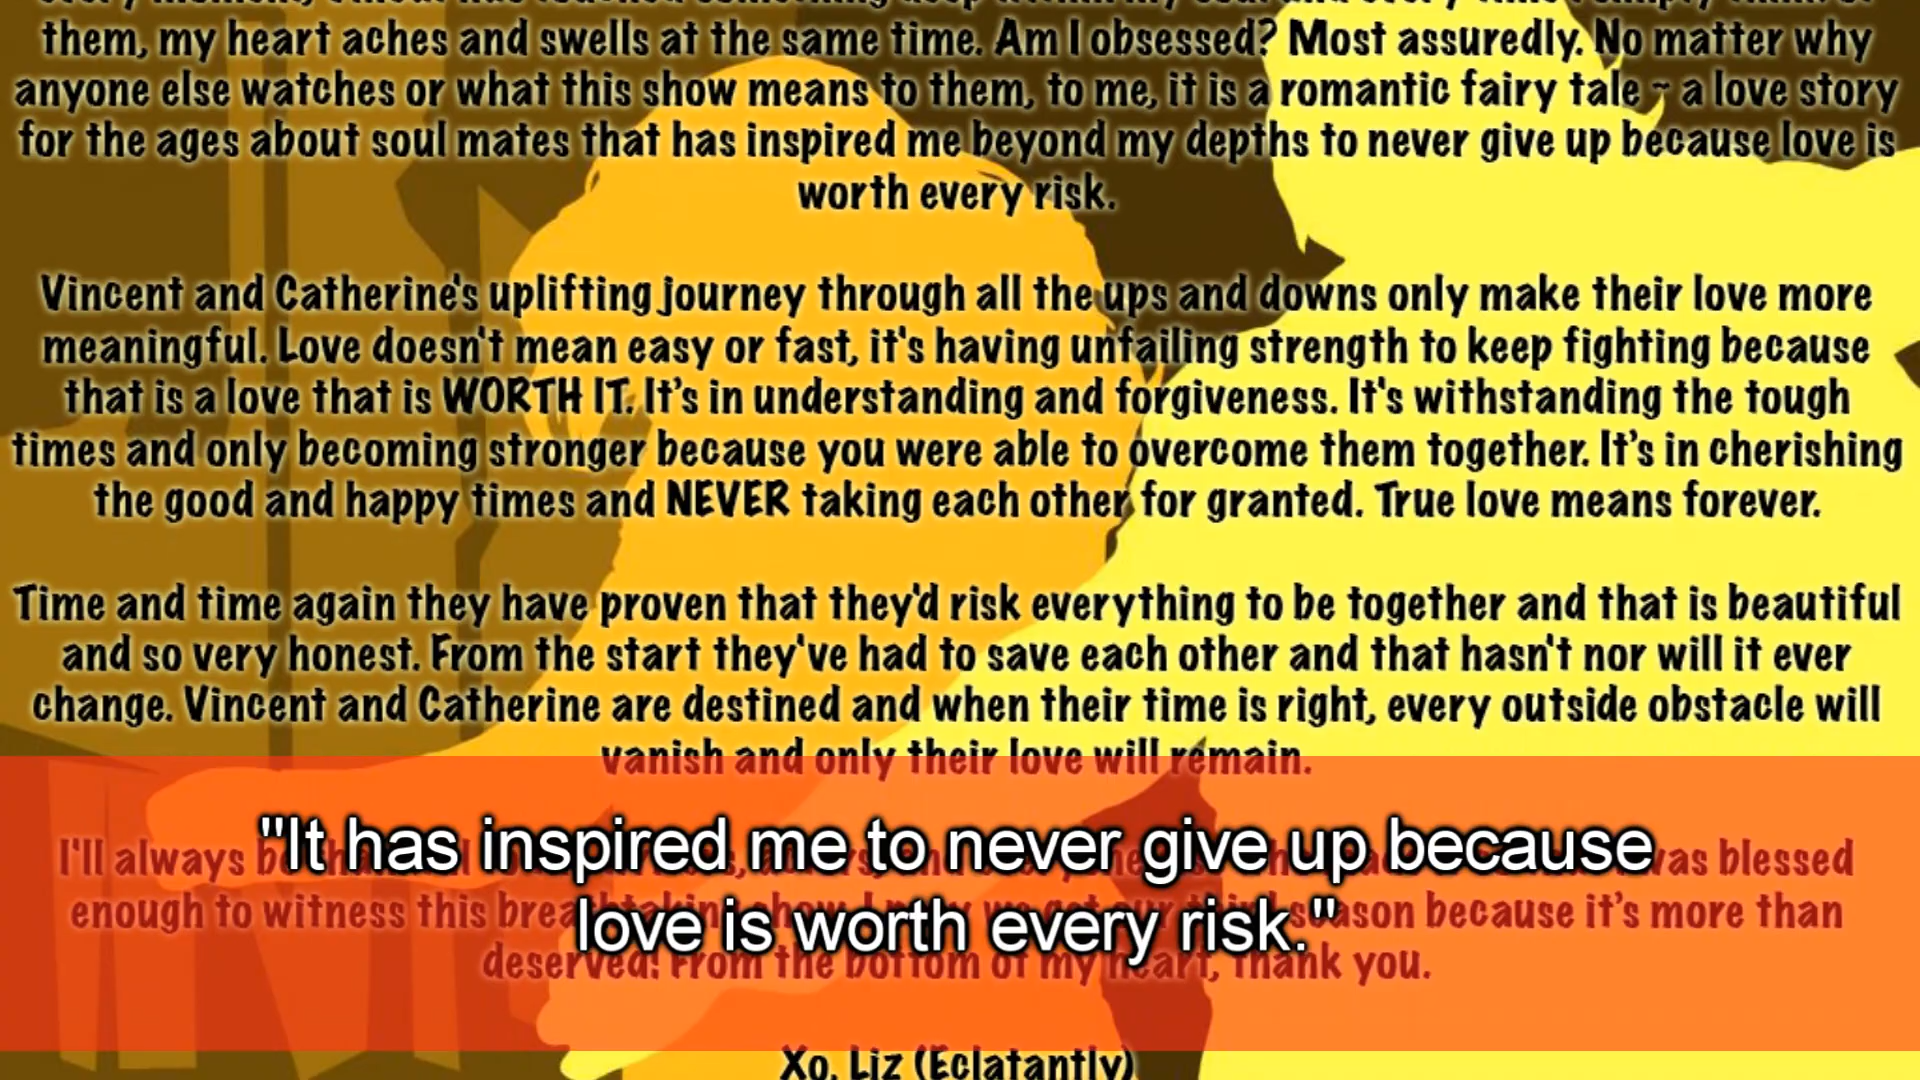 them, my heart aches and swells at the same time. Am I obsessed? Most assuredly. No matter why
anyone else watches or what this show means to them, to me, it is a romantic fairy tale ~ a love story
for the ages about soul mates that has inspired me beyond my depths to never give up because love is
worth every risk.
Vincent and Catherine's uplifting journey through all the ups and downs only make their love more
meaningful. Love doesn't mean easy or fast, it's having unfailing strength to keep fighting because
that is a love that is WORTH IT. It's in understanding and forgiveness. It's withstanding the tough
times and only becoming stronger because you were able to overcome them together. It's in cherishing
the good and happy times and NEVER taking each other for granted. True love means forever.
Time and time again they have proven that they'd risk everything to be together and that is beautiful
and so very honest. From the start they've had to save each other and that hasn't nor will it ever
change. Vincent and Catherine are destined and when their time is right, every outside obstacle will
vanish and only their love will remain.
I'll always was blessed
"It has inspired me to never give up because
enough to witness this season because it's more than
love is worth every risk."
deserved! From the bottom of my heart, thank you.
Xo, Liz (Eclatantly)